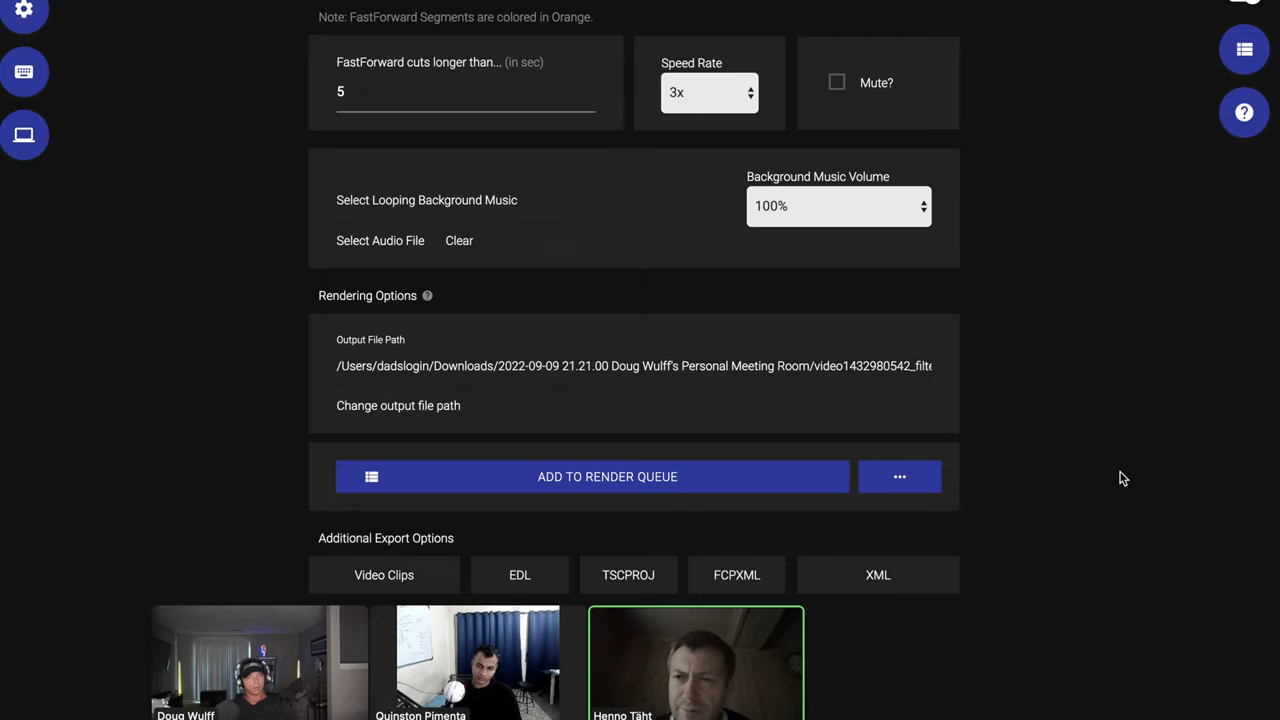 Note: FastForward Segments are colored in Orange.
FastForward cuts longer than... (in sec)
5
Speed Rate
3x
Mute?
Select Looping Background Music
Background Music Volume
100%
Select Audio File Clear
Rendering Options
Output File Path
/Users/dadslogin/Downloads/2022-09-09 21.21.00 Doug Wulff's Personal Meeting Room/video1432980542_filte
Change output file path
ADD TO RENDER QUEUE
Additional Export Options
Video Clips EDL TSCPROJ FCPXML XML
Doug Wulff Quinston Pimenta Henno Täht